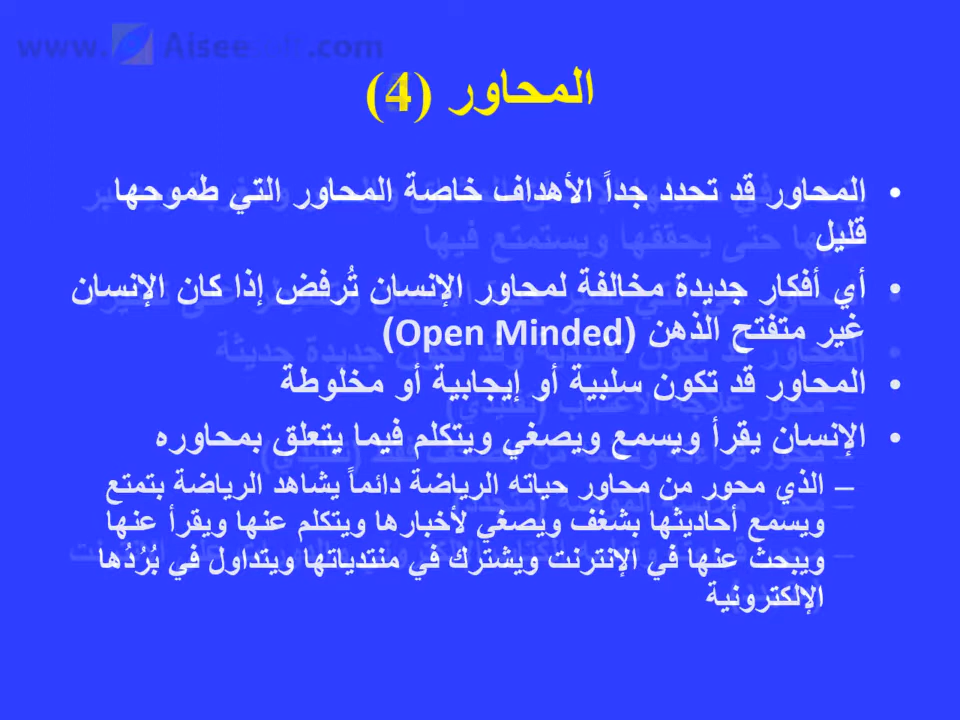 www.Aisee .com
المحاور (4)
• المحاور قد تحدد جداً الأهداف خاصة المحاور التي طموحها
قليل
• أي أفكار جديدة مخالفة لمحاور الإنسان تُرفض إذا كان الإنسان
غير متفتح الذهن (Open Minded)
• المحاور قد تكون سلبية أو إيجابية أو مخلوطة
• الإنسان يقرأ ويسمع ويصغي ويتكلم فيما يتعلق بمحاوره
– الذي محور من محاور حياته الرياضة دائماً يشاهد الرياضة بتمتع
ويسمع أحاديثها بشغف ويصغي لأخبارها ويتكلم عنها ويقرأ عنها
ويبحث عنها في الإنترنت ويشترك في منتدياتها ويتداول في بُرُدُها
الإلكترونية